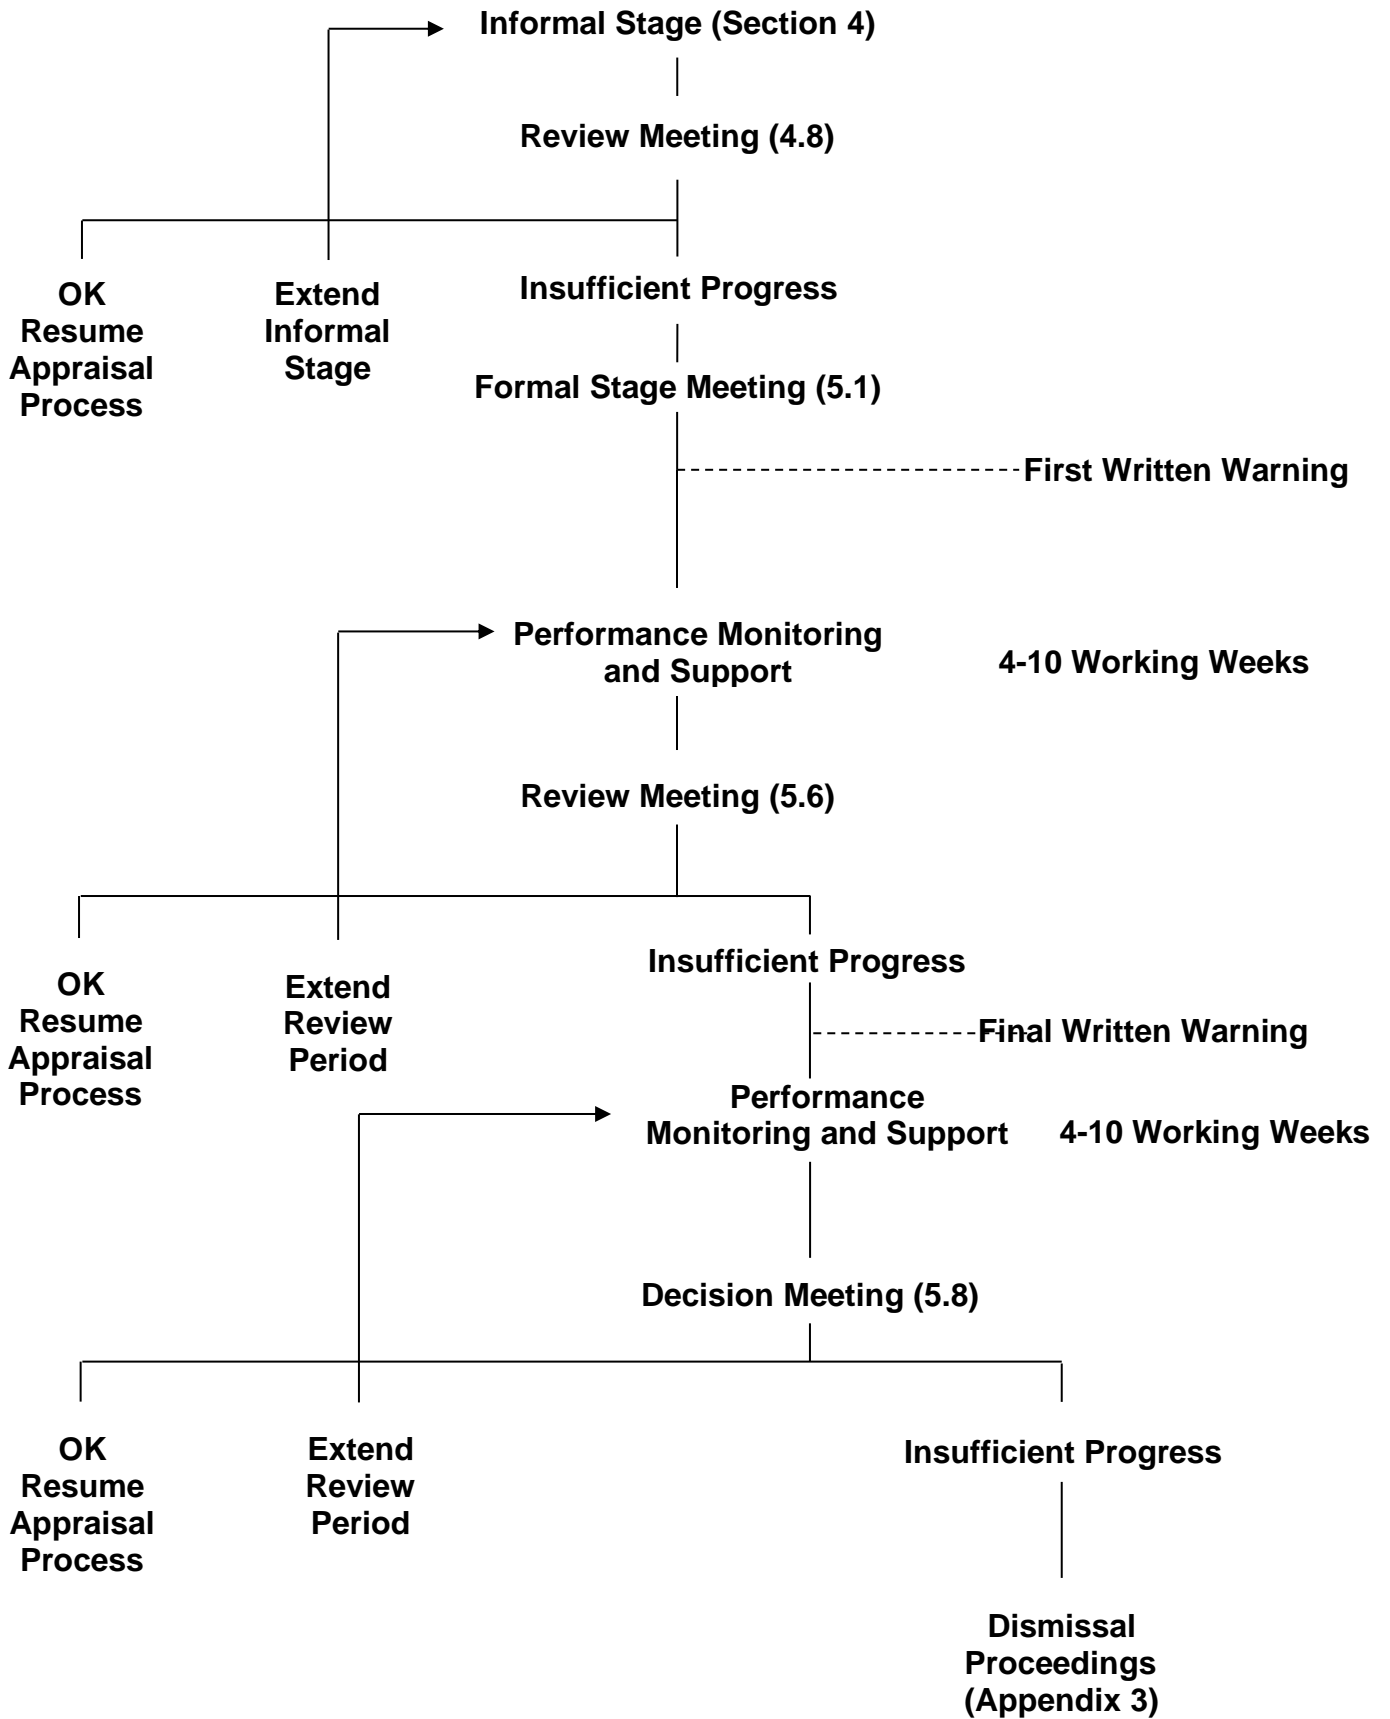 Informal Stage (Section 4)
Review Meeting (4.8)
OK
Resume
Appraisal
Process
Extend
Informal
Stage
Insufficient Progress
Formal Stage Meeting (5.1)
First Written Warning
Performance Monitoring
and Support
4-10 Working Weeks
Review Meeting (5.6)
OK
Resume
Appraisal
Process
Extend
Review
Period
Insufficient Progress
Final Written Warning
Performance
Monitoring and Support
4-10 Working Weeks
Decision Meeting (5.8)
OK
Resume
Appraisal
Process
Extend
Review
Period
Insufficient Progress
Dismissal
Proceedings
(Appendix 3)